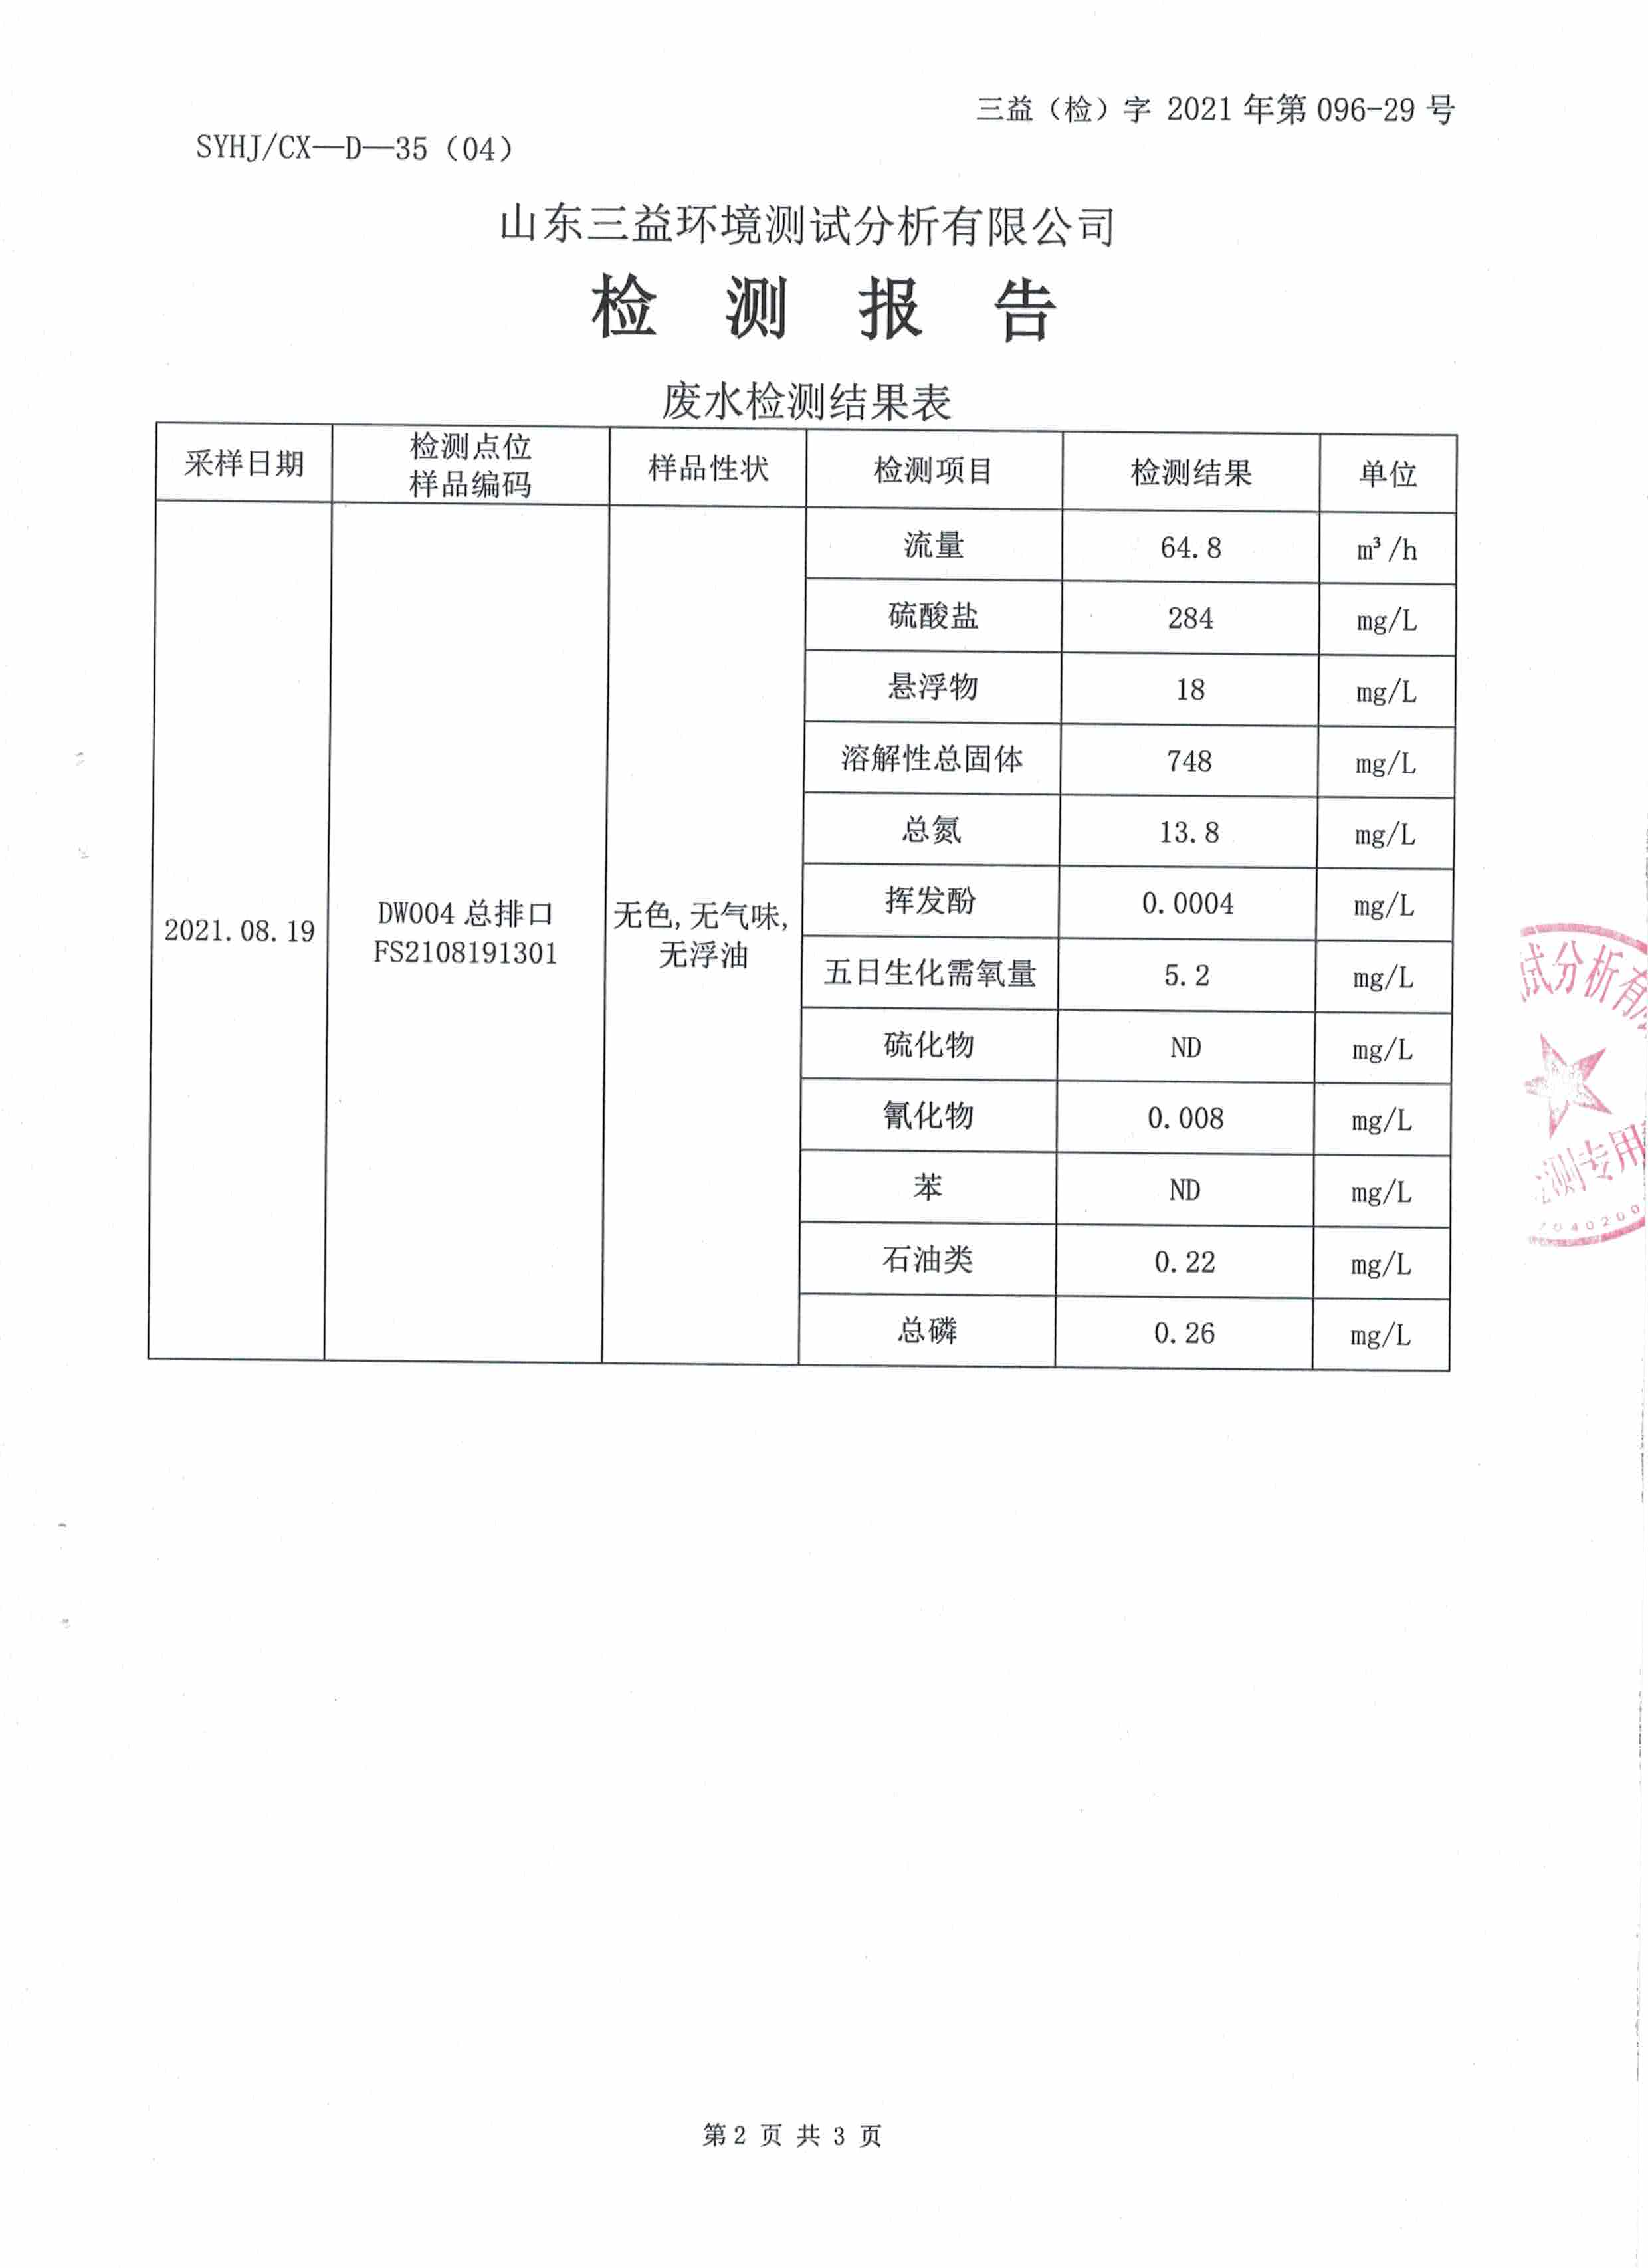 三益（检）字 2021 年第 096-29 号
SYHJ/CX—D—35（04）
山东三益环境测试分析有限公司
检 测 报 告
废水检测结果表
采样日期 检测点位 样品编码 样品性状 检测项目 检测结果 单位
2021.08.19 DW004 总排口 FS2108191301 无色,无气味,无浮油
流量 64.8 m³/h
硫酸盐 284 mg/L
悬浮物 18 mg/L
溶解性总固体 748 mg/L
总氮 13.8 mg/L
挥发酚 0.0004 mg/L
五日生化需氧量 5.2 mg/L
硫化物 ND mg/L
氰化物 0.008 mg/L
苯 ND mg/L
石油类 0.22 mg/L
总磷 0.26 mg/L
试分析有
测专用
040200
第 2 页 共 3 页